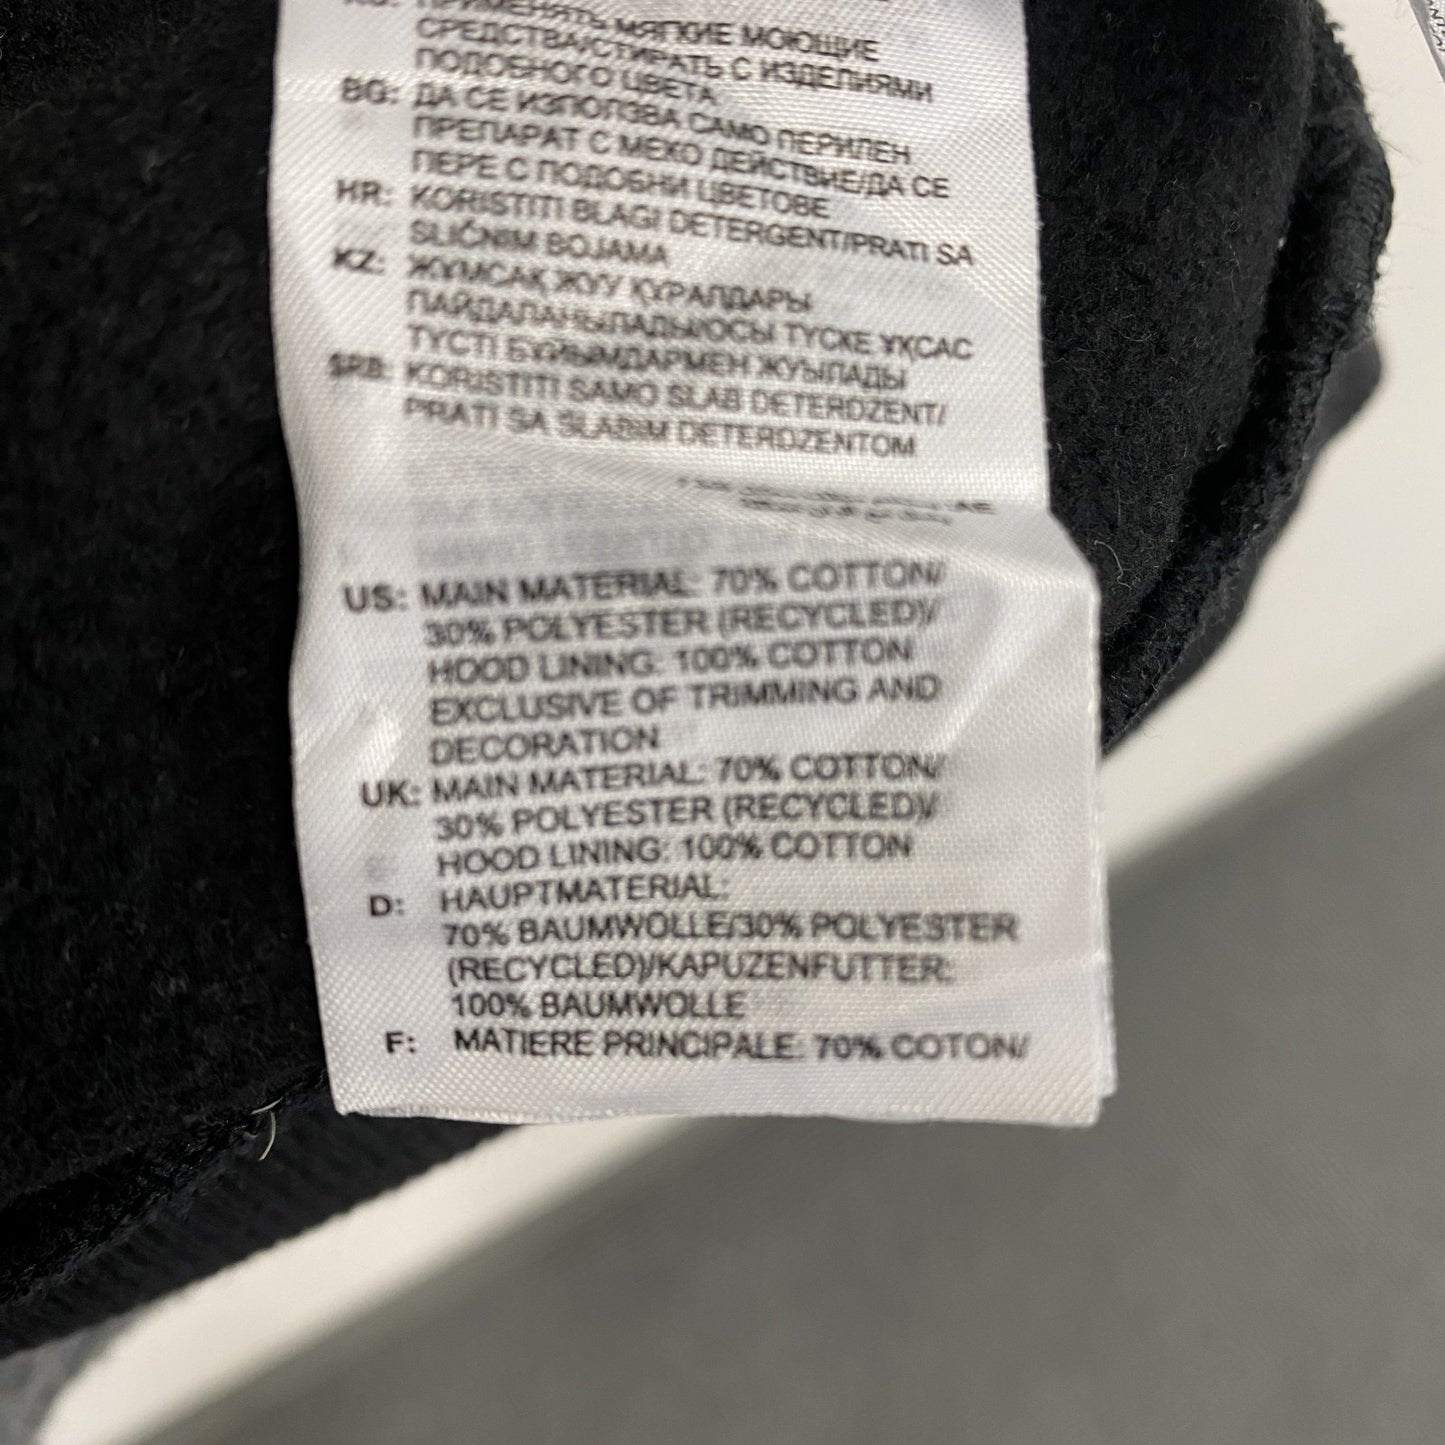 ПРИМЕНЯТЬ МЯГКИЕ МОЮЩИЕ
СРЕДСТВА/СТИРАТЬ С ИЗДЕЛИЯМИ
ПОДОБНОГО ЦВЕТА
BG: ДА СЕ ИЗПОЛЗВА САМО ПЕРИЛЕН
ПРЕПАРАТ С МЕКО ДЕЙСТВИЕ/ДА СЕ
ПЕРЕ С ПОДОБНИ ЦВЕТОВЕ
HR: KORISTITI BLAGI DETERGENT/PRATI SA
SLIČNIM BOJAMA
KZ: ЖҰМСАҚ ЖУУ ҚҰРАЛДАРЫ
ПАЙДАЛАНЫЛАДЫ/ОСЫ ТҮСКЕ ҰҚСАС
ТҮСТІ БҰЙЫМДАРМЕН ЖУЫЛАДЫ
SRB: KORISTITI SAMO SLAB DETERDZENT/
PRATI SA SLABIM DETERDZENTOM
US: MAIN MATERIAL: 70% COTTON/
30% POLYESTER (RECYCLED)/
HOOD LINING: 100% COTTON
EXCLUSIVE OF TRIMMING AND
DECORATION
UK: MAIN MATERIAL: 70% COTTON/
30% POLYESTER (RECYCLED)/
HOOD LINING: 100% COTTON
D: HAUPTMATERIAL:
70% BAUMWOLLE/30% POLYESTER
(RECYCLED)/KAPUZENFUTTER:
100% BAUMWOLLE
F: MATIERE PRINCIPALE: 70% COTON/